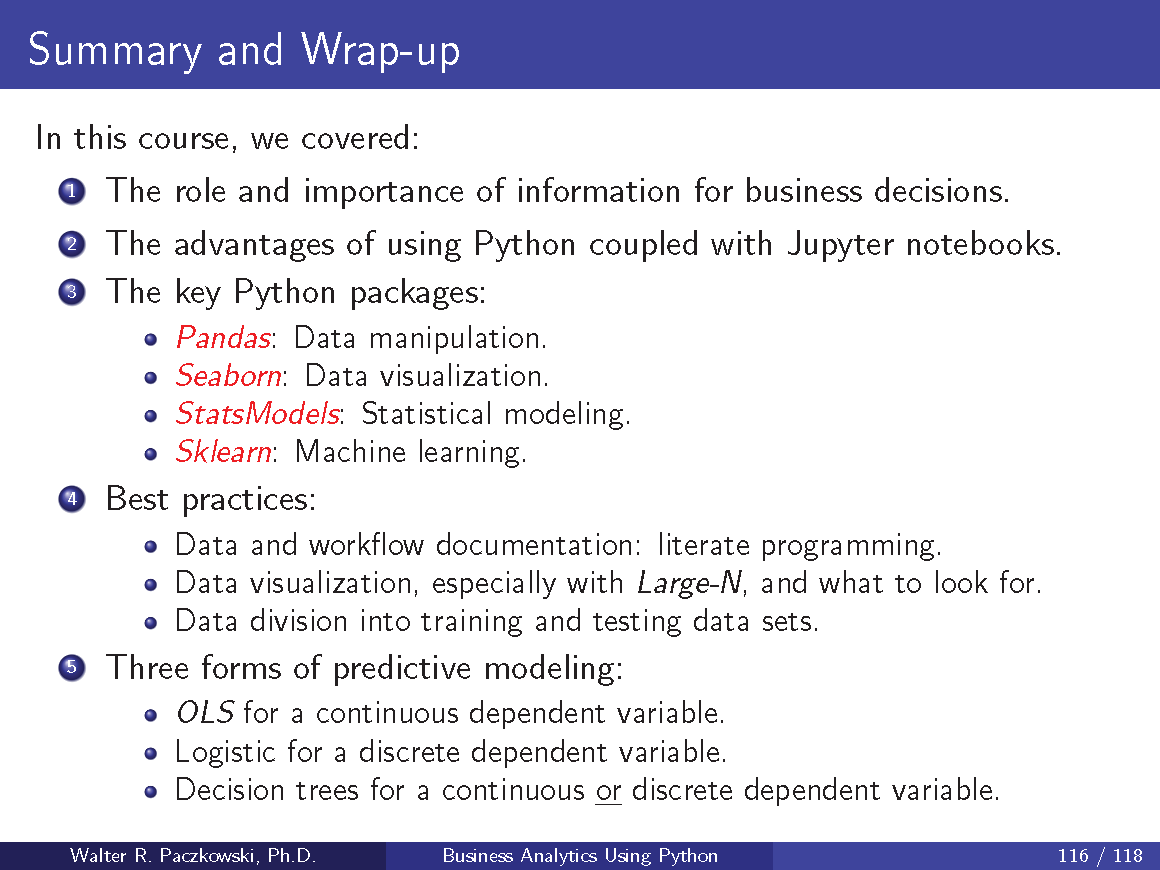 Summary and Wrap-up
In this course, we covered:
1 The role and importance of information for business decisions.
2 The advantages of using Python coupled with Jupyter notebooks.
3 The key Python packages:
Pandas: Data manipulation.
Seaborn: Data visualization.
StatsModels: Statistical modeling.
Sklearn: Machine learning.
4 Best practices:
Data and workflow documentation: literate programming.
Data visualization, especially with Large-N, and what to look for.
Data division into training and testing data sets.
5 Three forms of predictive modeling:
OLS for a continuous dependent variable.
Logistic for a discrete dependent variable.
Decision trees for a continuous or discrete dependent variable.
Walter R. Paczkowski, Ph.D. Business Analytics Using Python 116 / 118